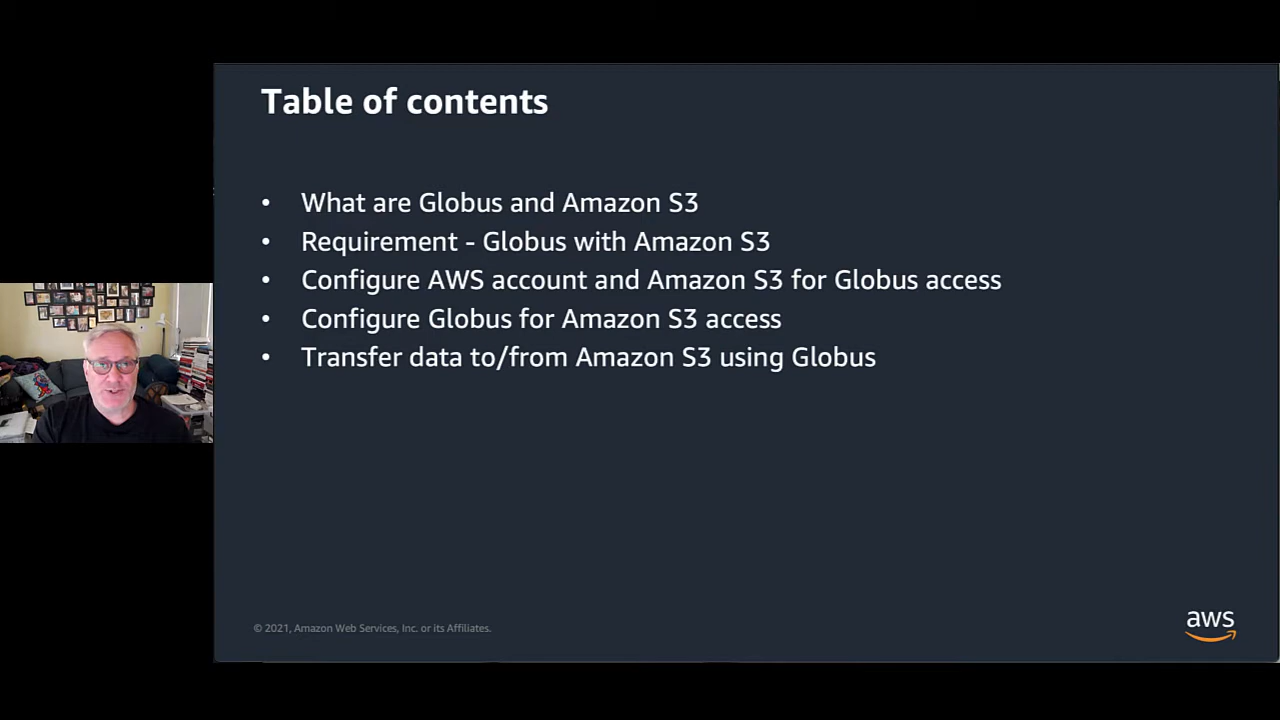 Table of contents
• What are Globus and Amazon S3
• Requirement - Globus with Amazon S3
• Configure AWS account and Amazon S3 for Globus access
• Configure Globus for Amazon S3 access
• Transfer data to/from Amazon S3 using Globus
© 2021, Amazon Web Services, Inc. or its Affiliates.
aws